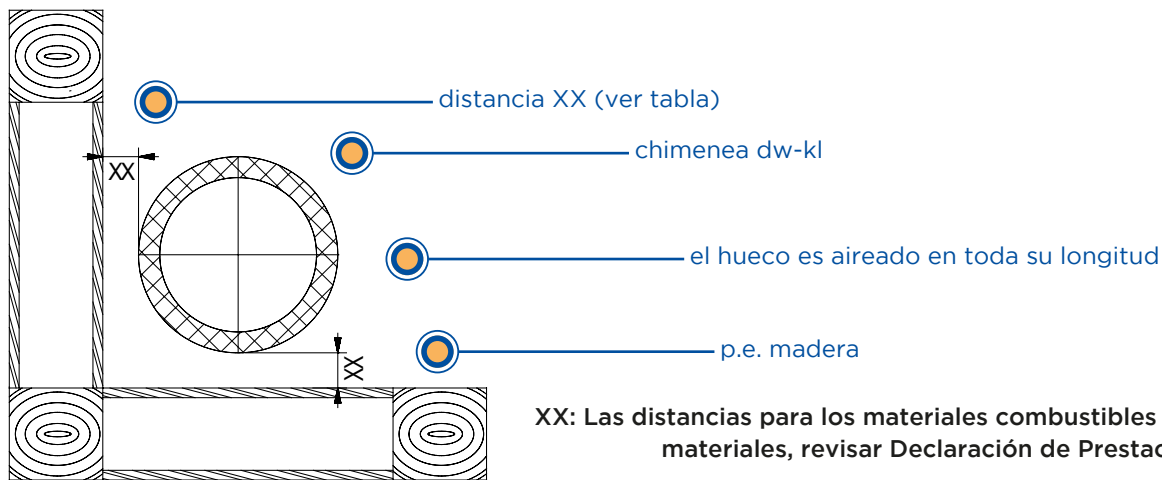 distancia XX (ver tabla)
chimenea dw-kl
XX
el hueco es aireado en toda su longitud
p.e. madera
XX
XX: Las distancias para los materiales combustibles
materiales, revisar Declaración de